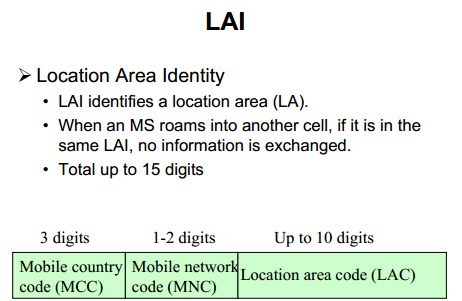 LAI
➢ Location Area Identity
• LAI identifies a location area (LA).
• When an MS roams into another cell, if it is in the
same LAI, no information is exchanged.
• Total up to 15 digits
3 digits 1-2 digits Up to 10 digits
Mobile country Mobile network Location area code (LAC)
code (MCC) code (MNC)